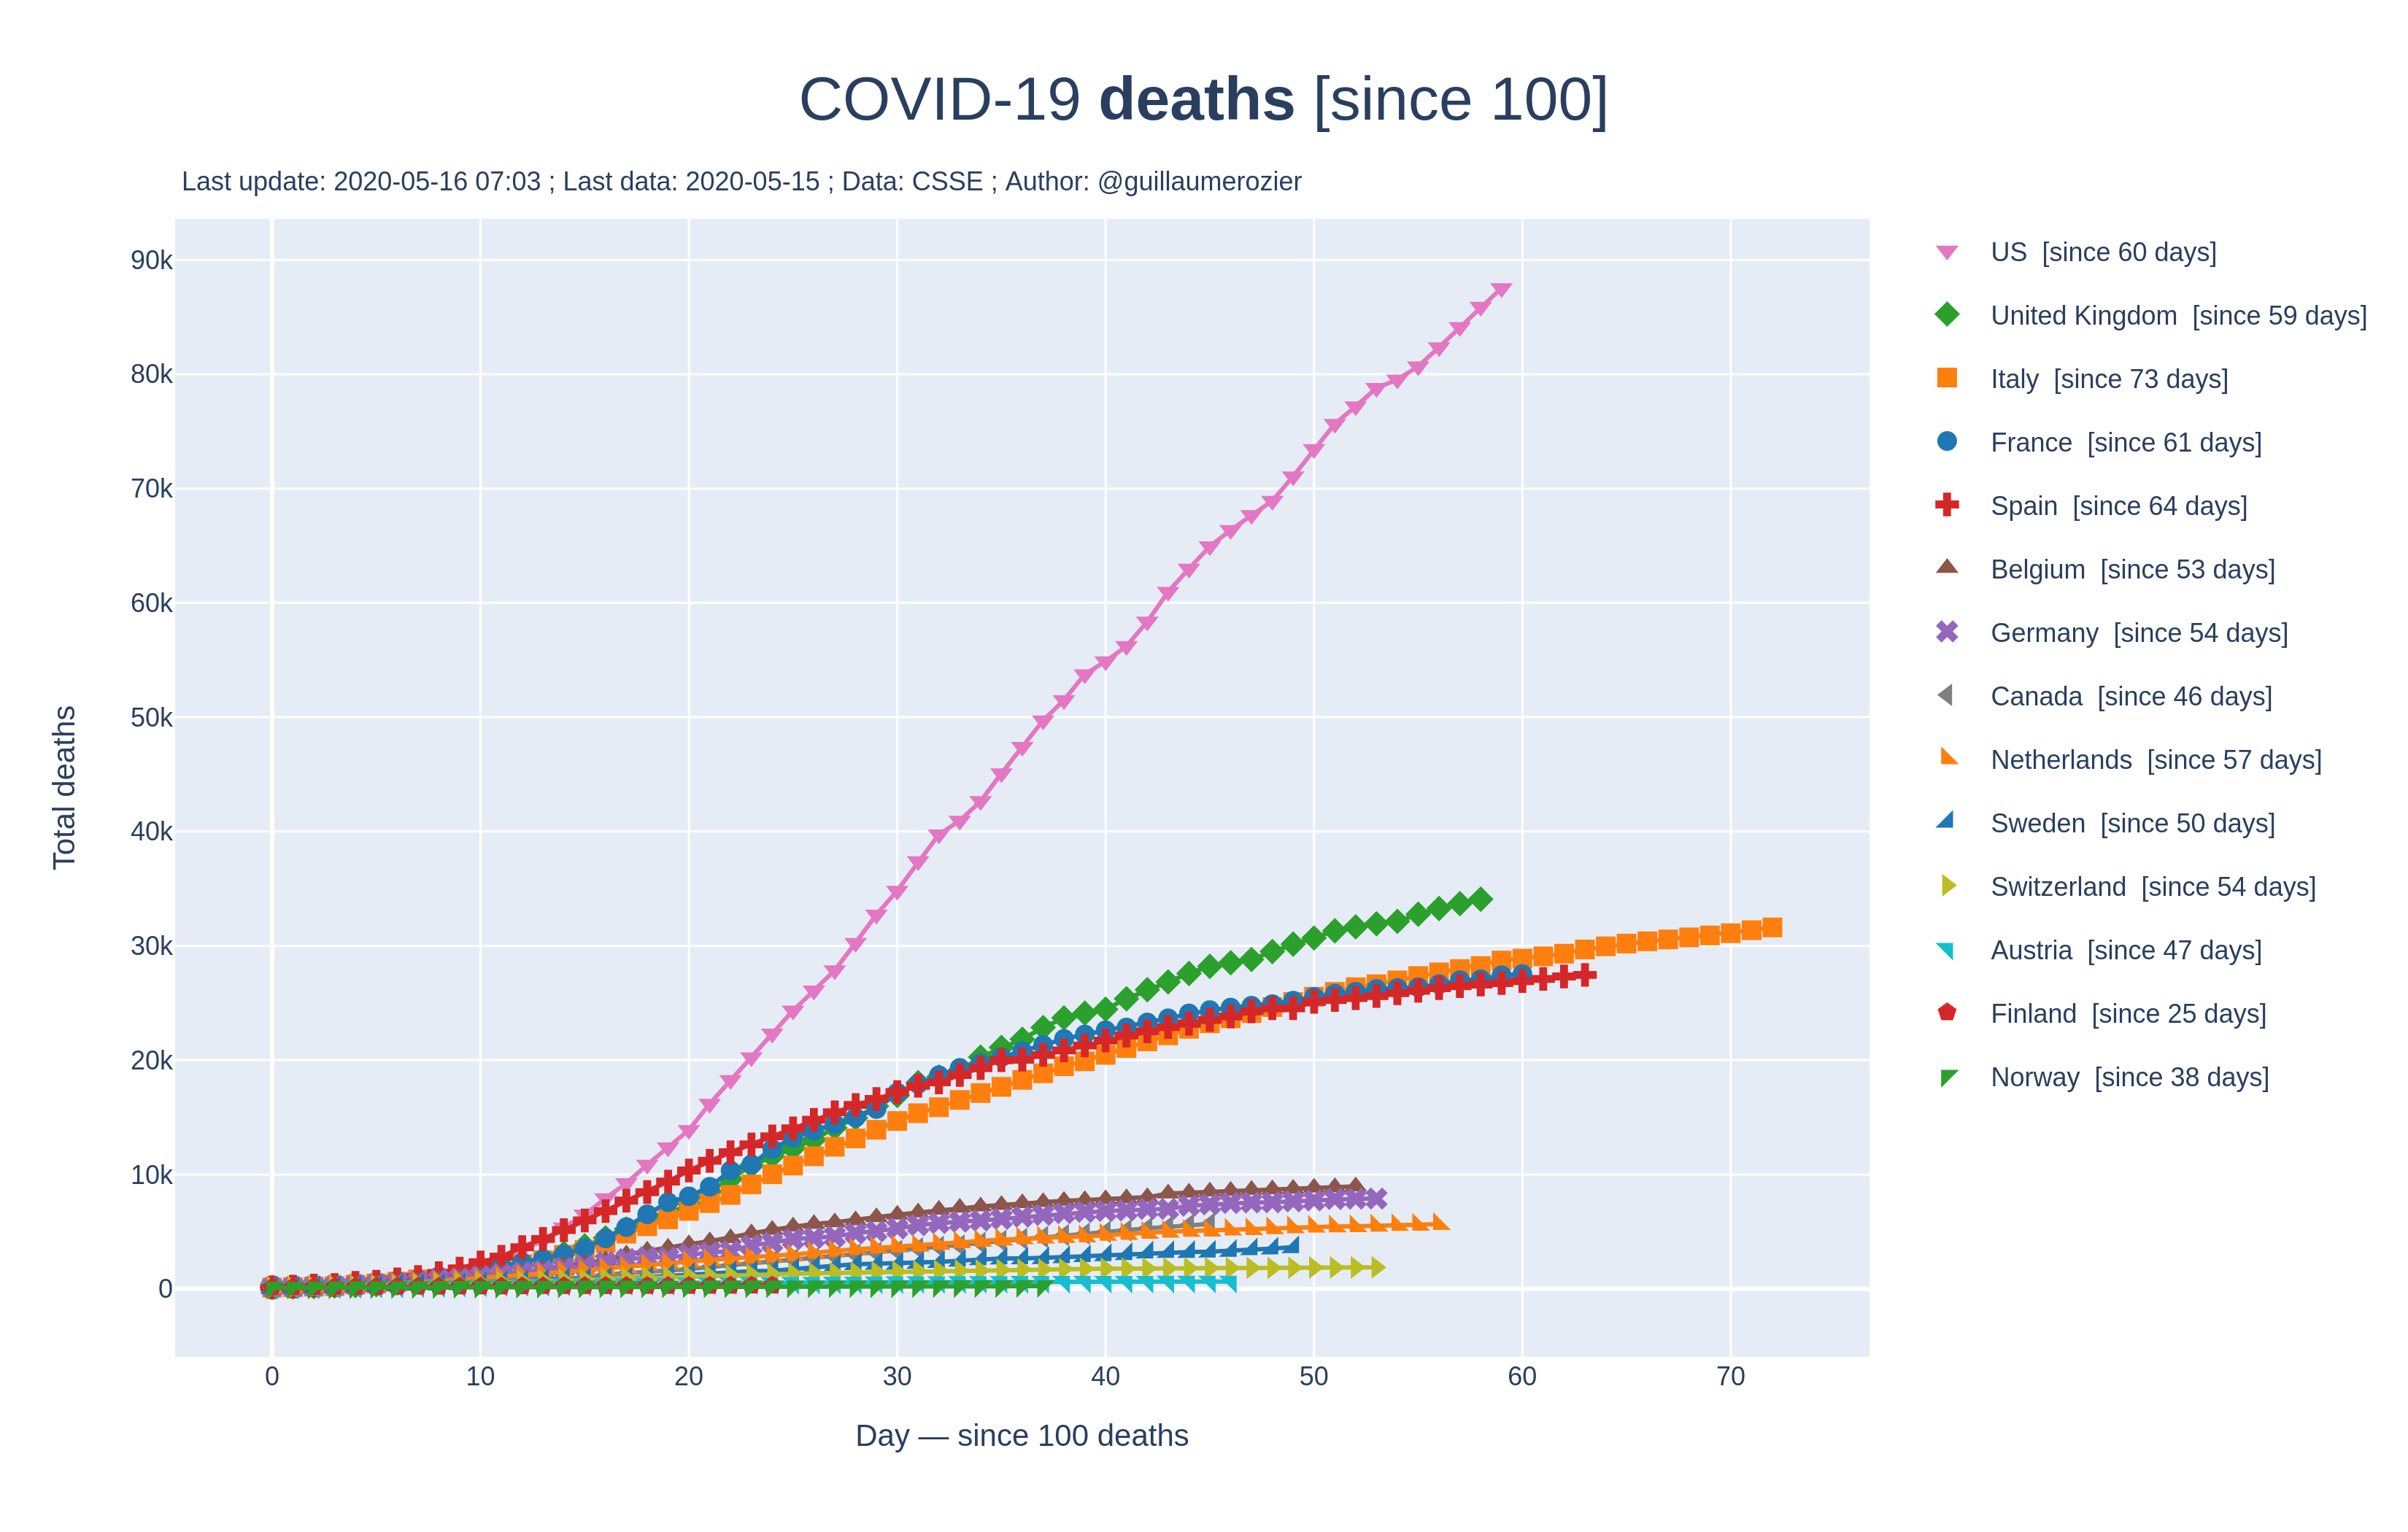 COVID-19 deaths [since 100]
Last update: 2020-05-16 07:03 ; Last data: 2020-05-15 ; Data: CSSE ; Author: @guillaumerozier
90k
80k
70k
60k
50k
40k
30k
20k
10k
0
Total deaths
0 10 20 30 40 50 60 70
Day — since 100 deaths
US [since 60 days]
United Kingdom [since 59 days]
Italy [since 73 days]
France [since 61 days]
Spain [since 64 days]
Belgium [since 53 days]
Germany [since 54 days]
Canada [since 46 days]
Netherlands [since 57 days]
Sweden [since 50 days]
Switzerland [since 54 days]
Austria [since 47 days]
Finland [since 25 days]
Norway [since 38 days]